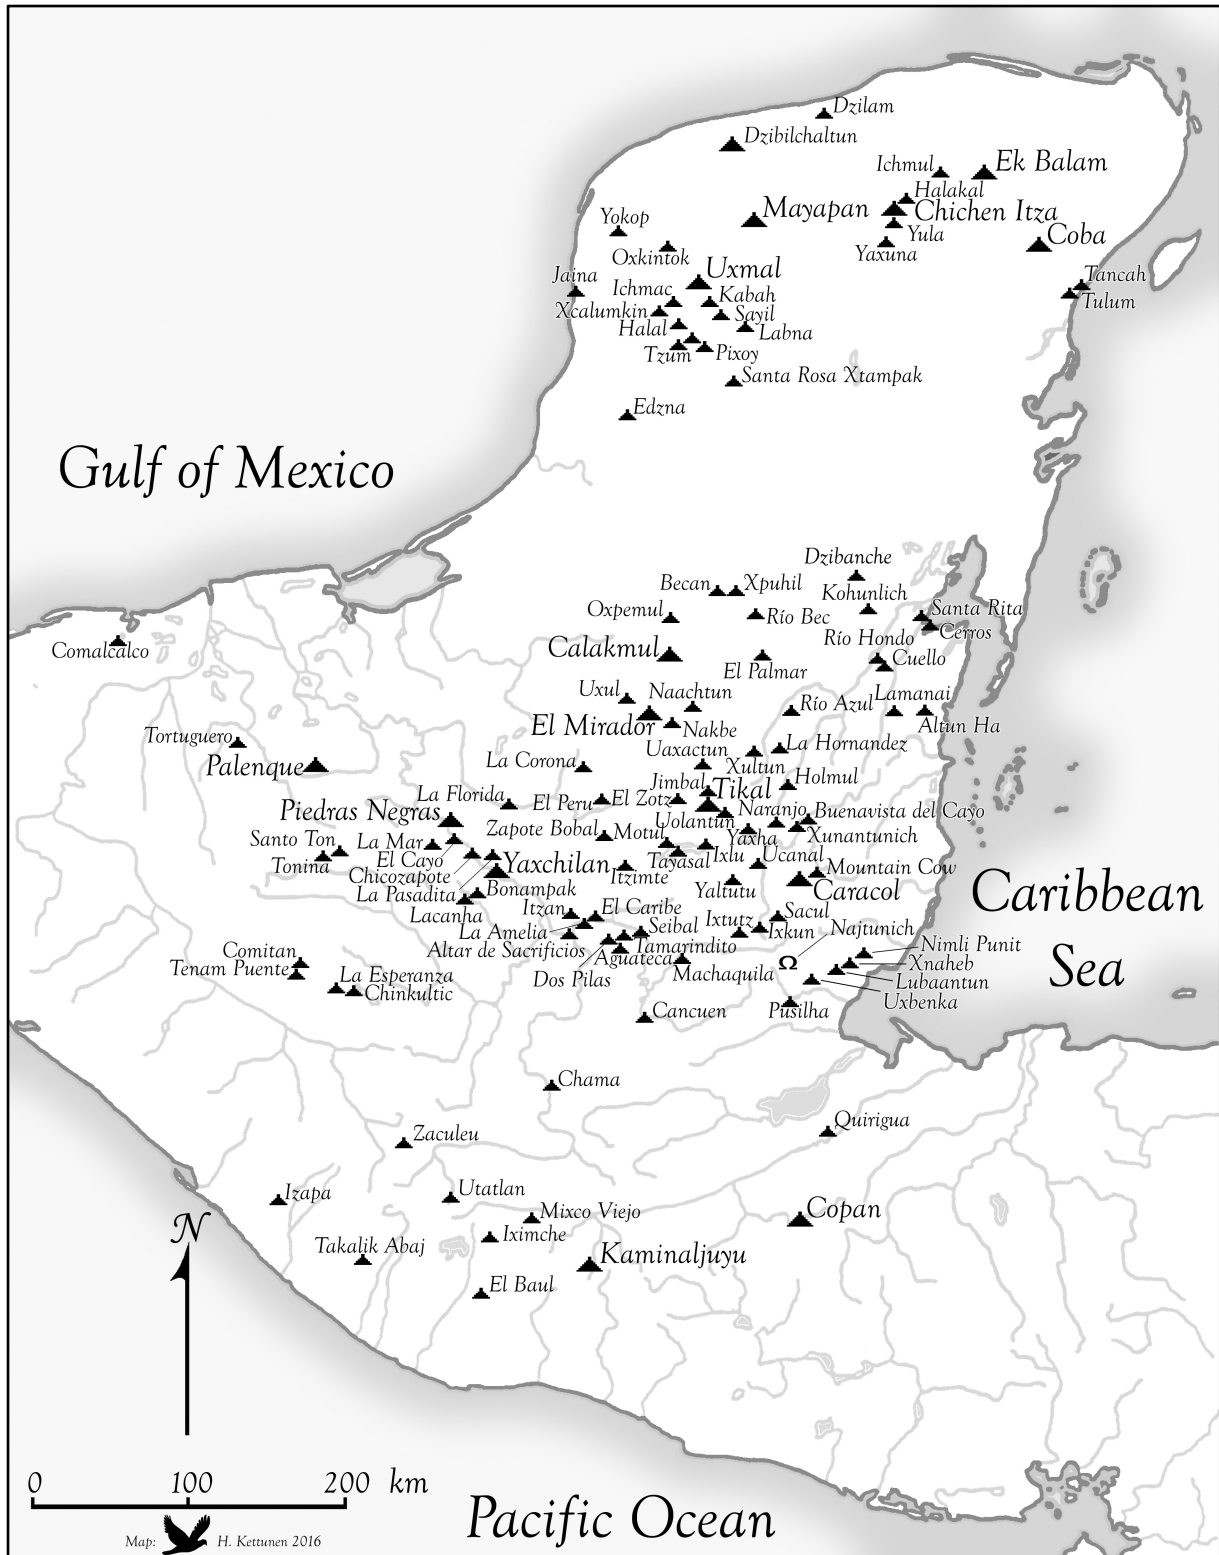 Dzilam
Dzibilchaltun
Ichmul
Ek Balam
Halakal
Mayapan
Chichen Itza
Yokop
Yula
Coba
Oxkintok
Yaxuna
Uxmal
Jaina
Tancah
Ichmac
Kabah
Tulum
Xcalumkin
Sayil
Halal
Labna
Tzum
Pixoy
Santa Rosa Xtampak
Edzna
Gulf of Mexico
Dzibanche
Becan
Xpuhil
Kohunlich
Oxpemul
Río Bec
Santa Rita
Cerros
Río Hondo
Comalcalco
Calakmul
Cuello
El Palmar
Uxul
Naachtun
Río Azul
Lamanai
El Mirador
Nakbe
Altun Ha
Tortuguero
Uaxactun
La Hornandez
Palenque
La Corona
Xultun
Jimbal
Holmul
La Florida
El Peru
El Zotz
Tikal
Piedras Negras
Naranjo
Buenavista del Cayo
Uolantun
Zapote Bobal
Motul
Yaxha
Xunantunich
Santo Ton
La Mar
Tonina
El Cayo
Yaxchilan
Tayasal
Ixlu
Ucanal
Chicozapote
Itzimte
Mountain Cow
La Pasadita
Bonampak
Yaltutu
Caracol
Lacanha
Itzan
El Caribe
Sacul
La Amelia
Seibal
Ixtutz
Ixkun
Najtunich
Altar de Sacrificios
Tamarindito
Nimli Punit
Comitan
Aguateca
Xnaheb
Tenam Puente
La Esperanza
Dos Pilas
Machaquila
Lubaantun
Chinkultic
Uxbenka
Cancuen
Pusilha
Caribbean
Sea
Chama
Quirigua
Zaculeu
Izapa
Utatlan
Copan
Mixco Viejo
N
Iximche
Takalik Abaj
Kaminaljuyu
El Baul
0 100 200 km
Pacific Ocean
Map: H. Kettunen 2016